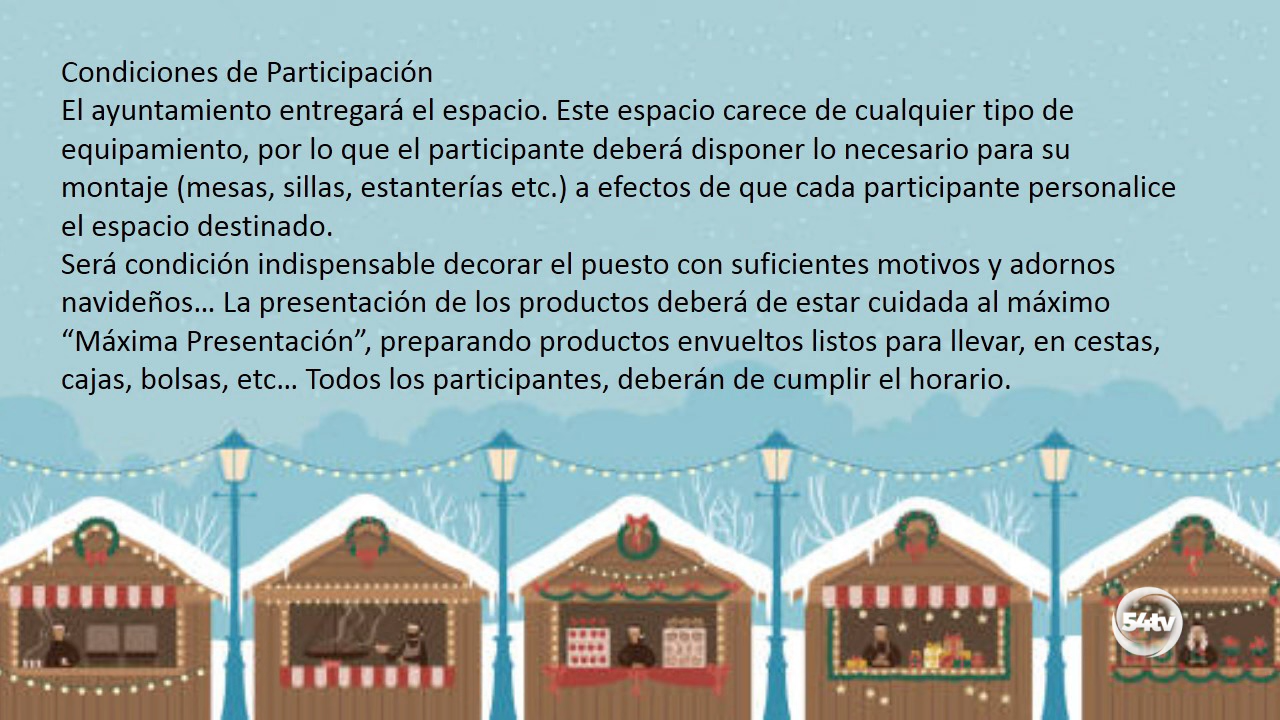 Condiciones de Participación
El ayuntamiento entregará el espacio. Este espacio carece de cualquier tipo de
equipamiento, por lo que el participante deberá disponer lo necesario para su
montaje (mesas, sillas, estanterías etc.) a efectos de que cada participante personalice
el espacio destinado.
Será condición indispensable decorar el puesto con suficientes motivos y adornos
navideños… La presentación de los productos deberá de estar cuidada al máximo
“Máxima Presentación”, preparando productos envueltos listos para llevar, en cestas,
cajas, bolsas, etc… Todos los participantes, deberán de cumplir el horario.
54tv